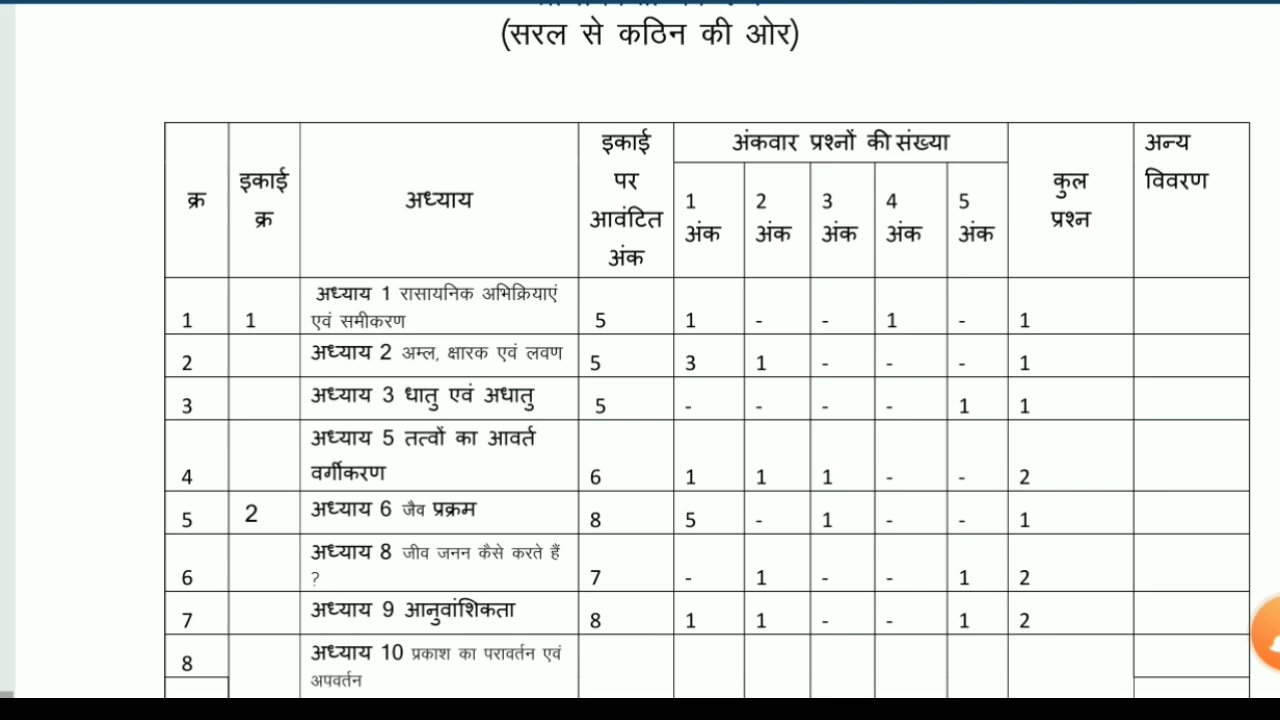 (सरल से कठिन की ओर)
क्र इकाई क्र अध्याय इकाई पर आवंटित अंक अंकवार प्रश्नों की संख्या कुल प्रश्न अन्य विवरण
1 अंक 2 अंक 3 अंक 4 अंक 5 अंक
अध्याय 1 रासायनिक अभिक्रियाएं
1 1 एवं समीकरण 5 1 - - 1 - 1
2 अध्याय 2 अम्ल, क्षारक एवं लवण 5 3 1 - - - 1
3 अध्याय 3 धातु एवं अधातु 5 - - - - 1 1
अध्याय 5 तत्वों का आवर्त
4 वर्गीकरण 6 1 1 1 - - 2
5 2 अध्याय 6 जैव प्रक्रम 8 5 - 1 - - 1
अध्याय 8 जीव जनन कैसे करते हैं
6 ? 7 - 1 - - 1 2
7 अध्याय 9 आनुवांशिकता 8 1 1 - - 1 2
8 अध्याय 10 प्रकाश का परावर्तन एवं
अपवर्तन